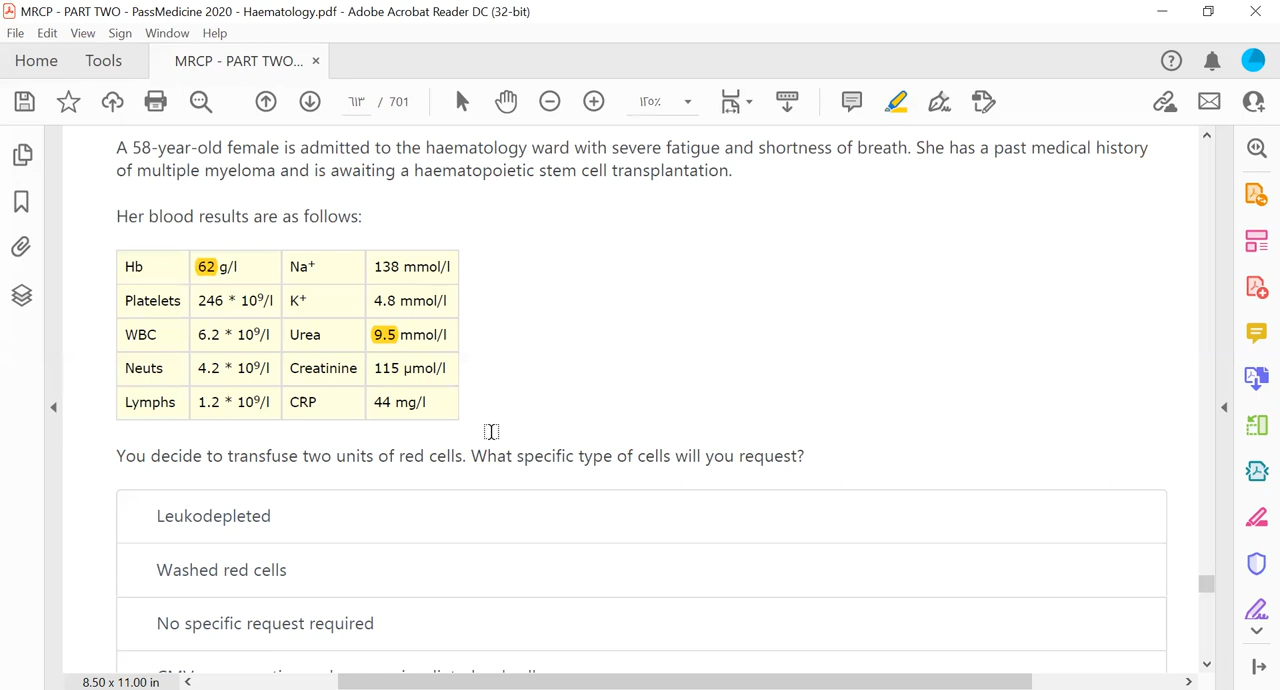 MRCP - PART TWO - PassMedicine 2020 - Haematology.pdf - Adobe Acrobat Reader DC (32-bit)
File Edit View Sign Window Help
Home Tools MRCP - PART TWO... ×
٦١٣ / 701 ١٢٥٪
A 58-year-old female is admitted to the haematology ward with severe fatigue and shortness of breath. She has a past medical history
of multiple myeloma and is awaiting a haematopoietic stem cell transplantation.
Her blood results are as follows:
Hb 62 g/l Na⁺ 138 mmol/l
Platelets 246 * 10⁹/l K⁺ 4.8 mmol/l
WBC 6.2 * 10⁹/l Urea 9.5 mmol/l
Neuts 4.2 * 10⁹/l Creatinine 115 µmol/l
Lymphs 1.2 * 10⁹/l CRP 44 mg/l
You decide to transfuse two units of red cells. What specific type of cells will you request?
Leukodepleted
Washed red cells
No specific request required
8.50 x 11.00 in